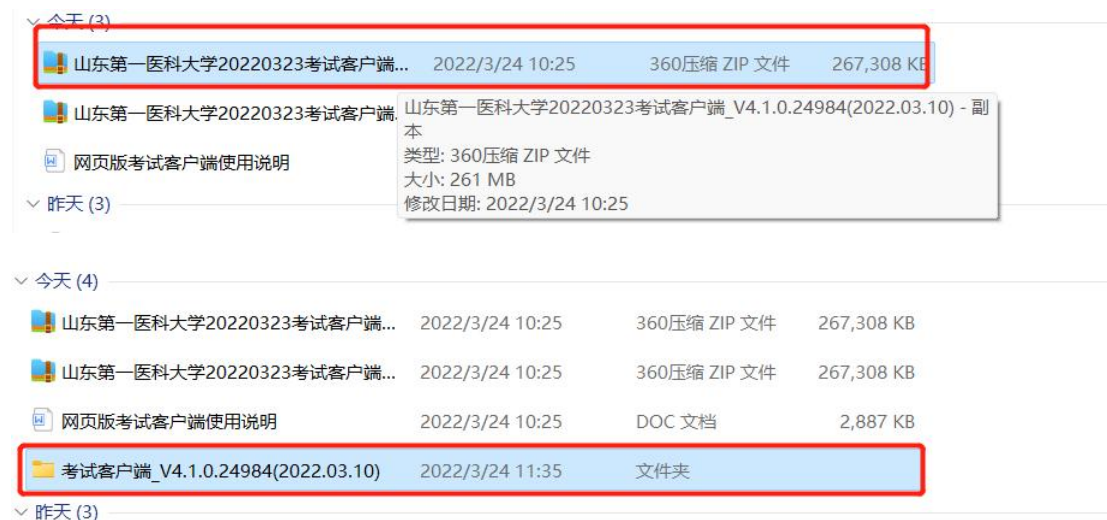 今天 (3)
山东第一医科大学20220323考试客户端... 2022/3/24 10:25 360压缩 ZIP 文件 267,308 KB
山东第一医科大学20220323考试客户端
山东第一医科大学20220323考试客户端_V4.1.0.24984(2022.03.10) - 副
本
类型: 360压缩 ZIP 文件
网页版考试客户端使用说明
大小: 261 MB
昨天 (3)
修改日期: 2022/3/24 10:25
今天 (4)
山东第一医科大学20220323考试客户端... 2022/3/24 10:25 360压缩 ZIP 文件 267,308 KB
山东第一医科大学20220323考试客户端... 2022/3/24 10:25 360压缩 ZIP 文件 267,308 KB
网页版考试客户端使用说明 2022/3/24 10:25 DOC 文档 2,887 KB
考试客户端_V4.1.0.24984(2022.03.10) 2022/3/24 11:35 文件夹
昨天 (3)